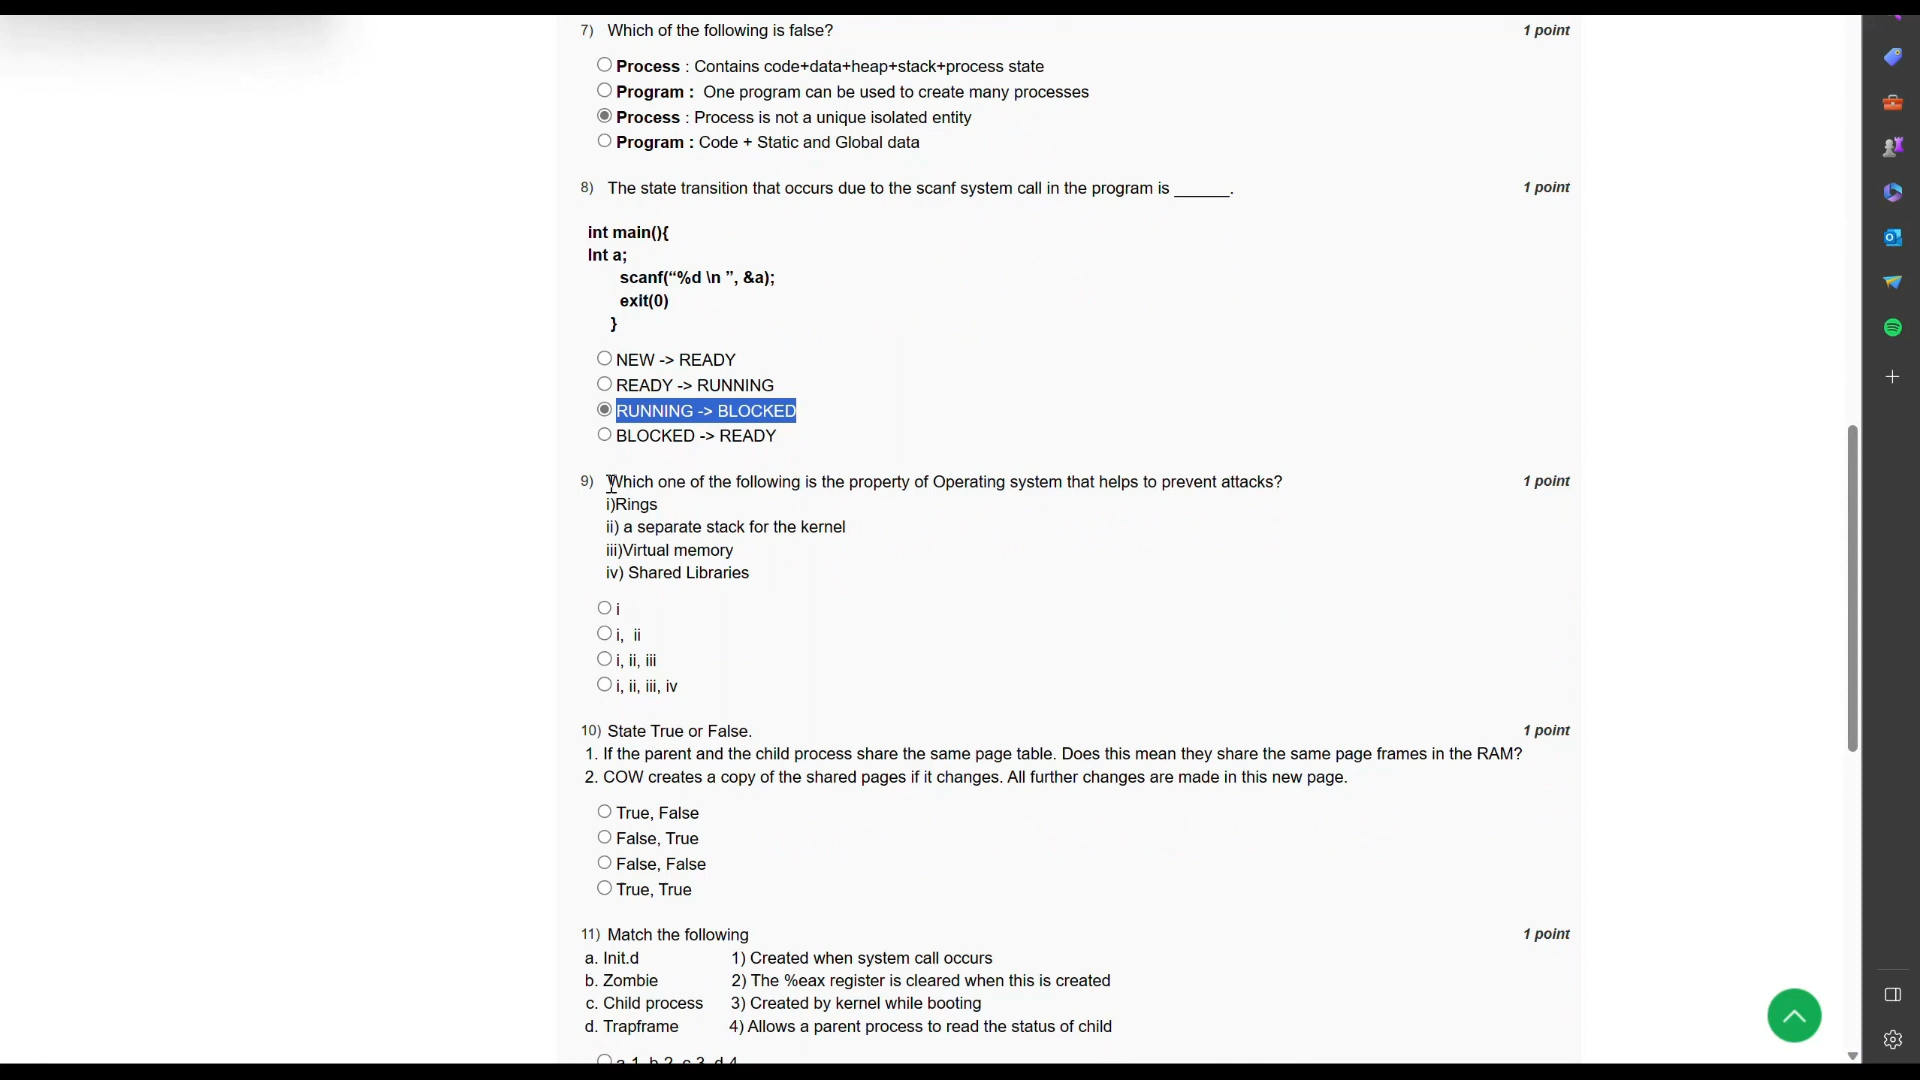 7) Which of the following is false? 1 point
Process : Contains code+data+heap+stack+process state
Program : One program can be used to create many processes
Process : Process is not a unique isolated entity
Program : Code + Static and Global data
8) The state transition that occurs due to the scanf system call in the program is ______. 1 point
int main(){
Int a;
scanf(“%d \n ”, &a);
exit(0)
}
NEW -> READY
READY -> RUNNING
RUNNING -> BLOCKED
BLOCKED -> READY
9) Which one of the following is the property of Operating system that helps to prevent attacks? 1 point
i)Rings
ii) a separate stack for the kernel
iii)Virtual memory
iv) Shared Libraries
i
i, ii
i, ii, iii
i, ii, iii, iv
10) State True or False. 1 point
1. If the parent and the child process share the same page table. Does this mean they share the same page frames in the RAM?
2. COW creates a copy of the shared pages if it changes. All further changes are made in this new page.
True, False
False, True
False, False
True, True
11) Match the following 1 point
a. Init.d 1) Created when system call occurs
b. Zombie 2) The %eax register is cleared when this is created
c. Child process 3) Created by kernel while booting
d. Trapframe 4) Allows a parent process to read the status of child
a-1, b-2, c-3, d-4